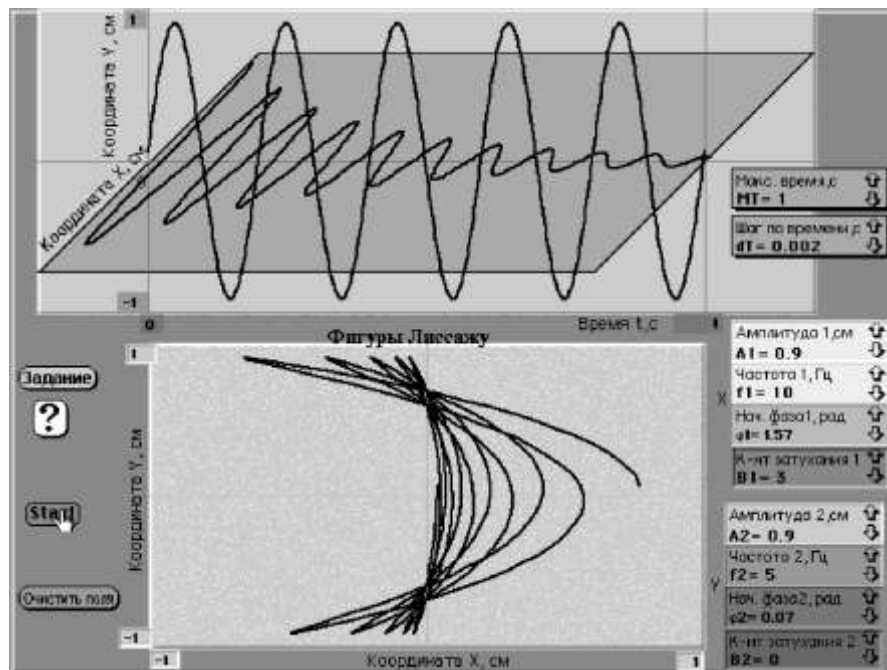 1
Координата Y, см
Координата X, см
0
-1
0
Время t,с
1
Макс. время,с
MT= 1
Шаг по времени,с
dT= 0.002
Фигуры Лиссажу
1
Координата Y, см
-1
-1
Координата X, см
1
Задание
?
Start
Очистить поля
X
Амплитуда 1,см
A1= 0.9
Частота 1, Гц
f1= 10
Нач. фаза1, рад
φ1= 1.57
К-нт затухания 1
B1= 3
Y
Амплитуда 2,см
A2= 0.9
Частота 2, Гц
f2= 5
Нач. фаза2, рад
φ2= 0.07
К-нт затухания 2
B2= 0